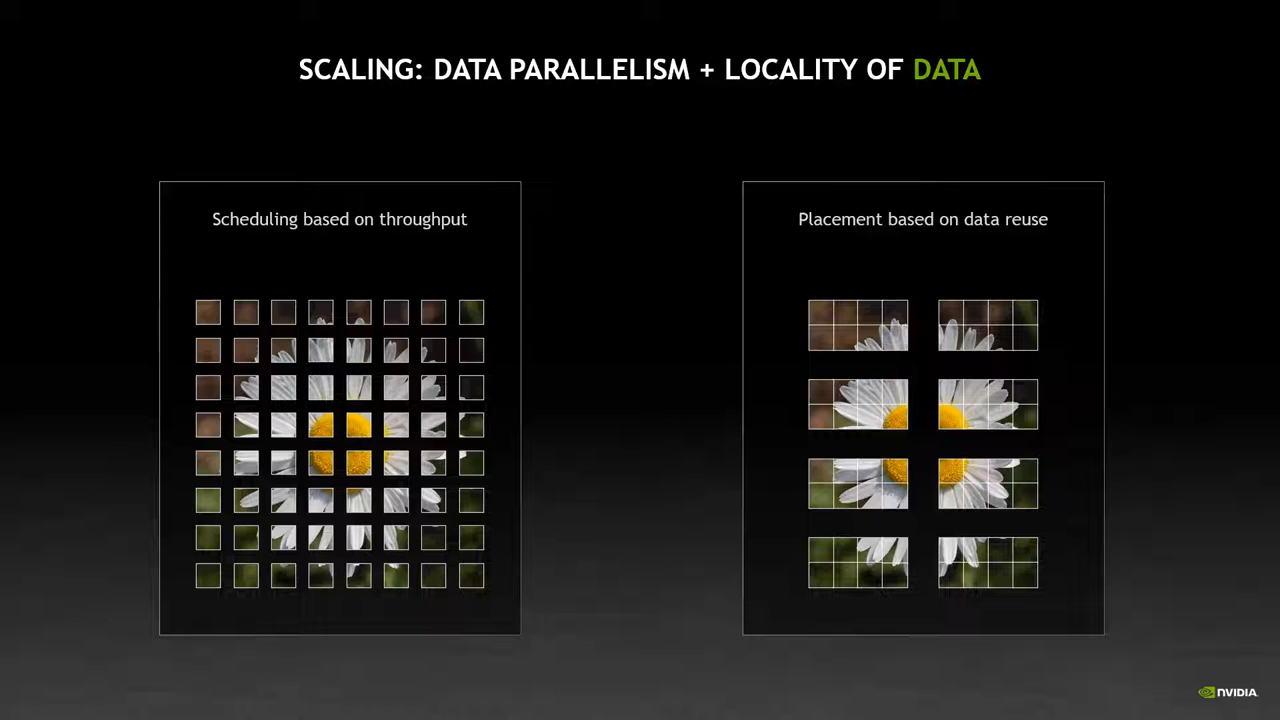 SCALING: DATA PARALLELISM + LOCALITY OF DATA
Scheduling based on throughput
Placement based on data reuse
NVIDIA.